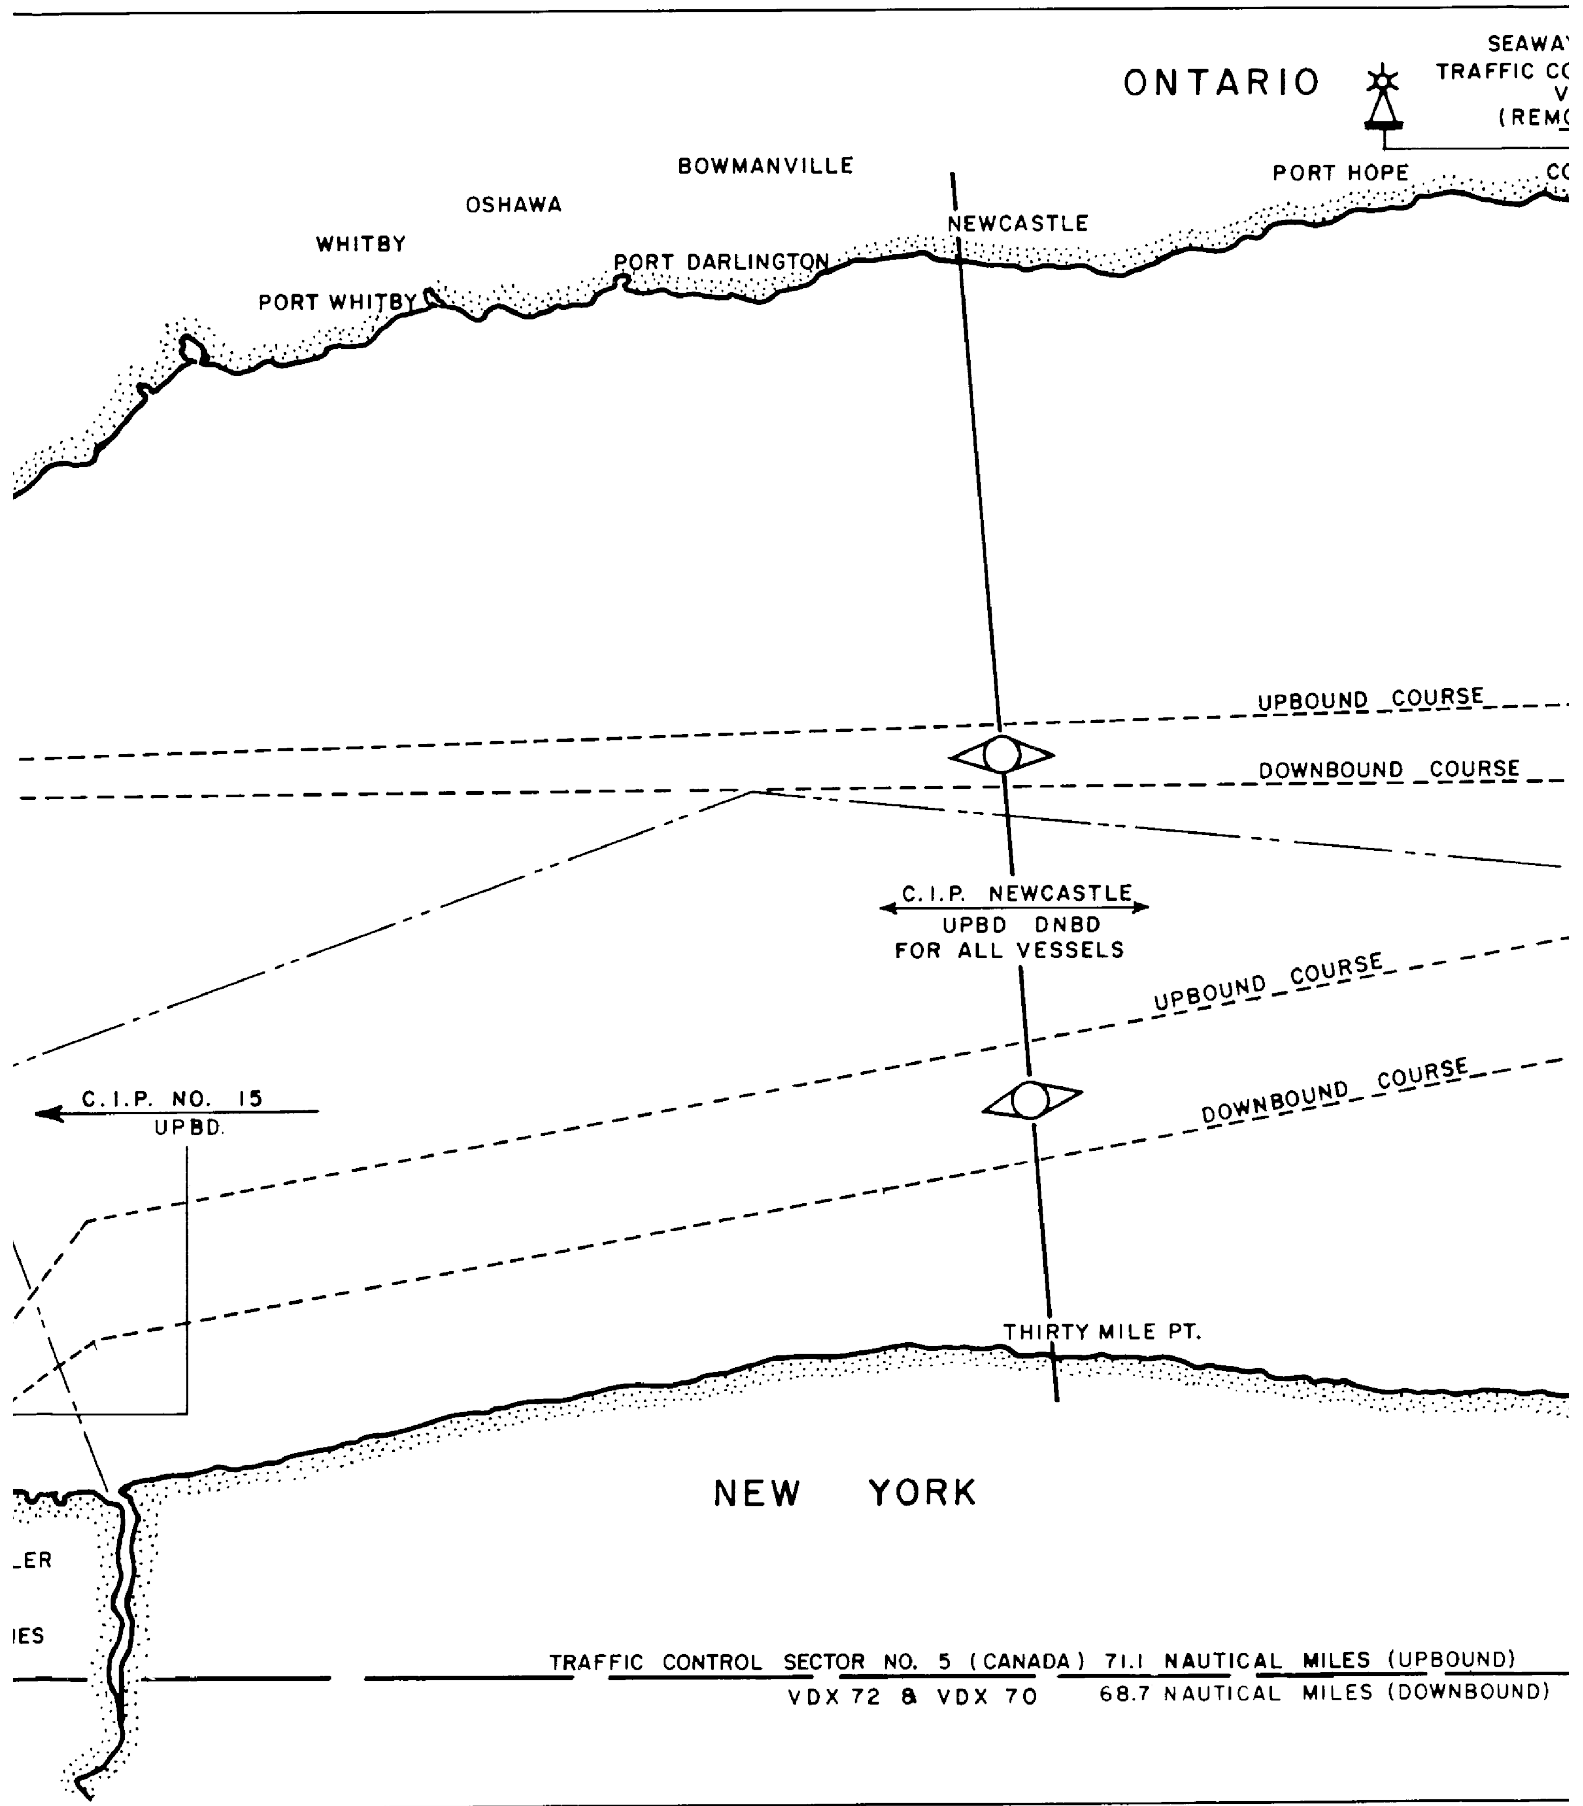 SEAWAY
ONTARIO
TRAFFIC
(REMO
BOWMANVILLE
PORT HOPE
OSHAWA
NEWCASTLE
WHITBY
PORT DARLINGTON
PORT WHITBY
UPBOUND COURSE
DOWNBOUND COURSE
C.I.P. NEWCASTLE
UPBD DNBD
FOR ALL VESSELS
UPBOUND COURSE
DOWNBOUND COURSE
C.I.P. NO. 15
UPBD.
THIRTY MILE PT.
NEW YORK
LER
IES
TRAFFIC CONTROL SECTOR NO. 5 (CANADA) 71.1 NAUTICAL MILES (UPBOUND)
VDX 72 & VDX 70 68.7 NAUTICAL MILES (DOWNBOUND)